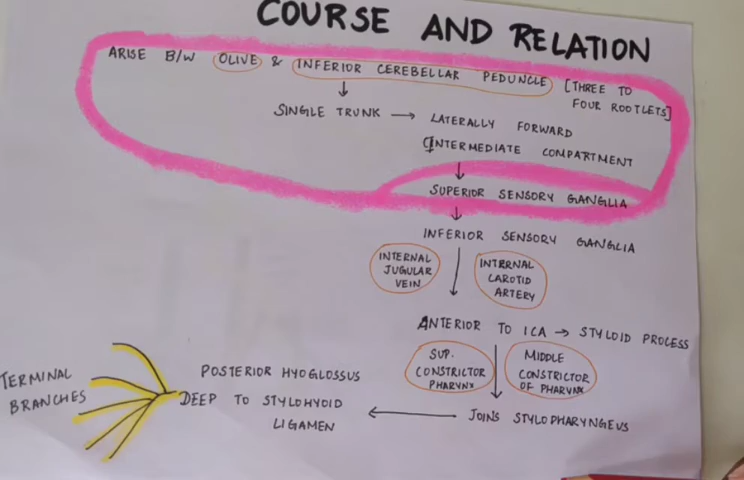 COURSE AND RELATION
ARISE B/W OLIVE & INFERIOR CEREBELLAR PEDUNCLE [THREE TO
FOUR ROOTLETS]
SINGLE TRUNK → LATERALLY FORWARD
(INTERMEDIATE COMPARTMENT
SUPERIOR SENSORY GANGLIA
INFERIOR SENSORY GANGLIA
INTERNAL
JUGULAR
VEIN
INTERNAL
CAROTID
ARTERY
ANTERIOR TO ICA → STYLOID PROCESS
SUP.
CONSTRICTOR
PHARYNX
MIDDLE
CONSTRICTOR
OF PHARYNX
JOINS STYLOPHARYNGEUS
POSTERIOR HYOGLOSSUS
DEEP TO STYLOHYOID
LIGAMEN
TERMINAL
BRANCHES